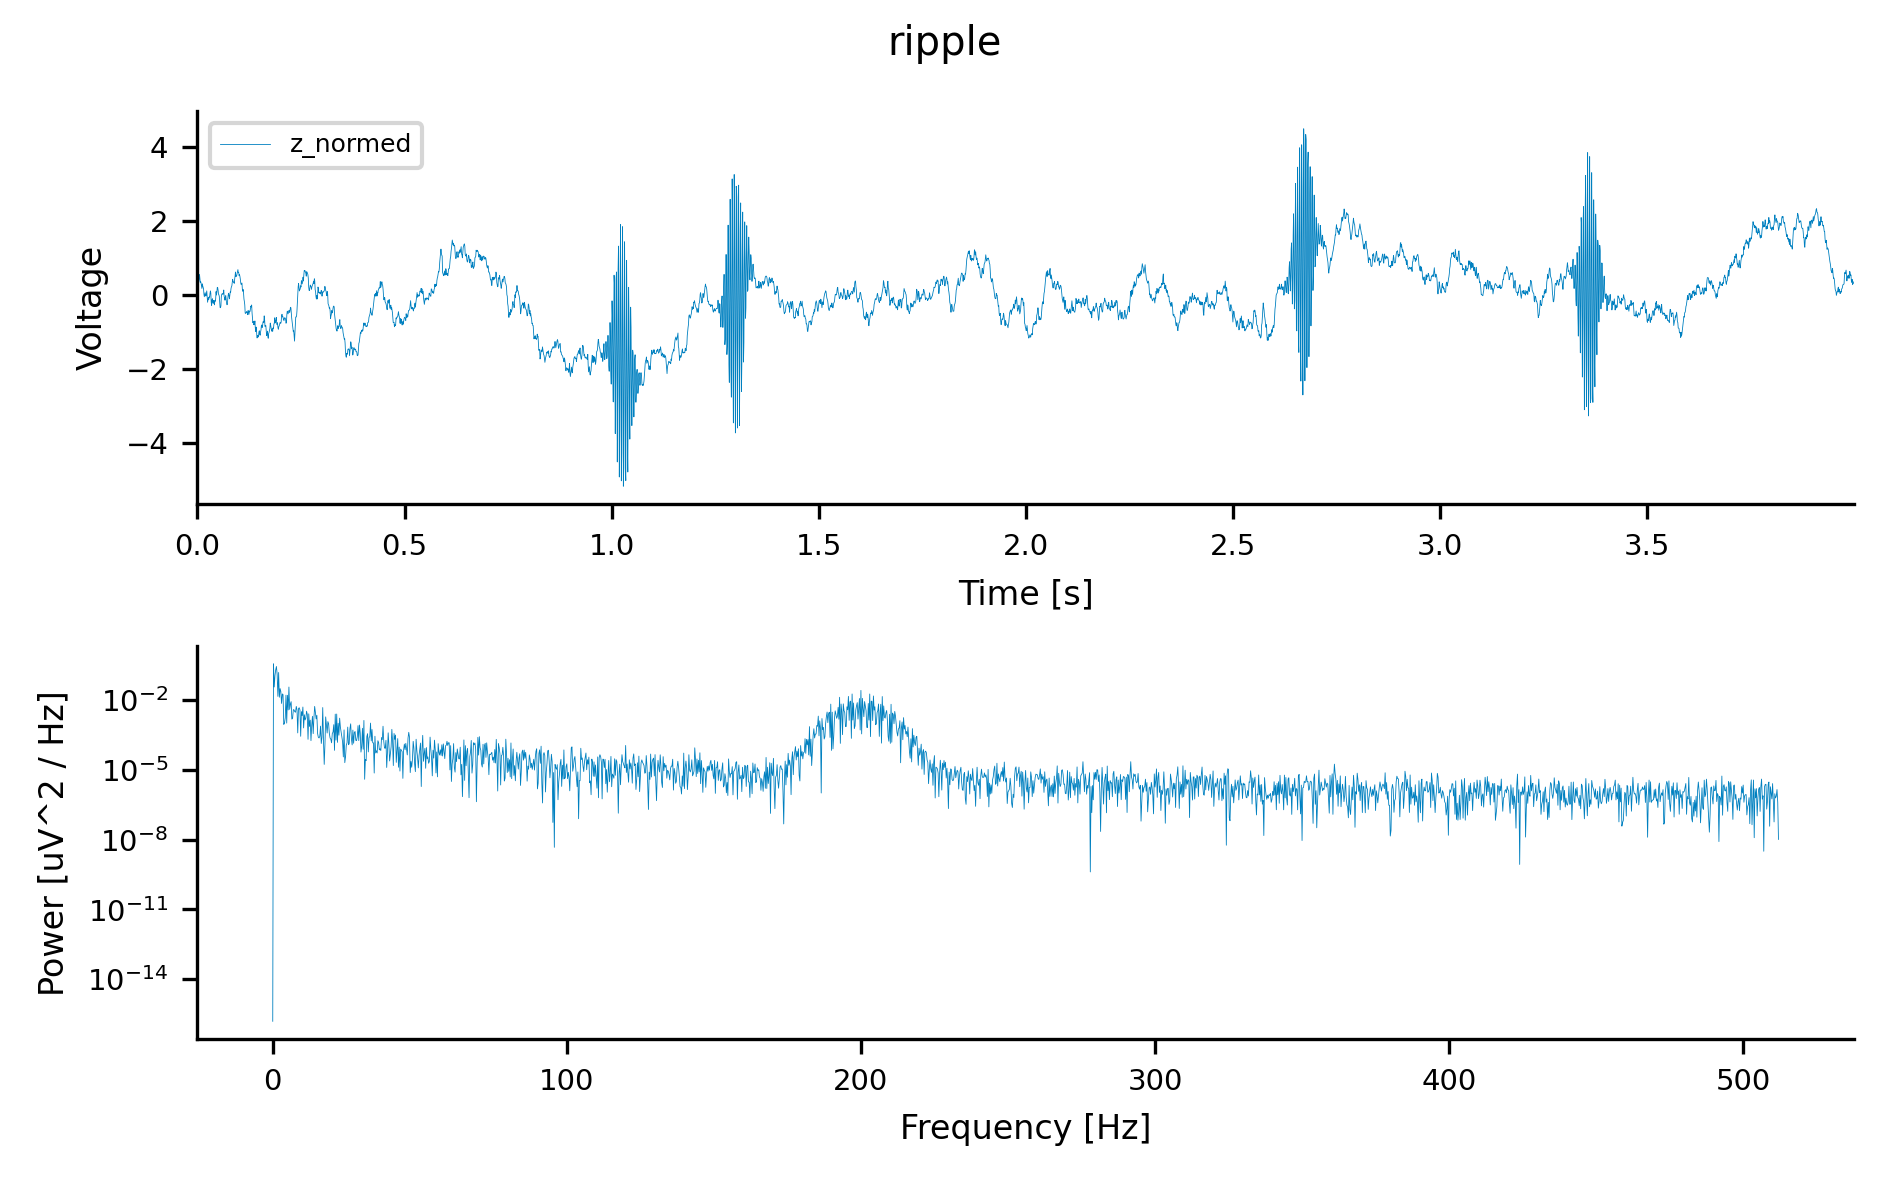 ripple
z_normed
4
2
0
−2
−4
Voltage
0.0 0.5 1.0 1.5 2.0 2.5 3.0 3.5
Time [s]
10⁻²
10⁻⁵
10⁻⁸
10⁻¹¹
10⁻¹⁴
Power [uV^2 / Hz]
0 100 200 300 400 500
Frequency [Hz]